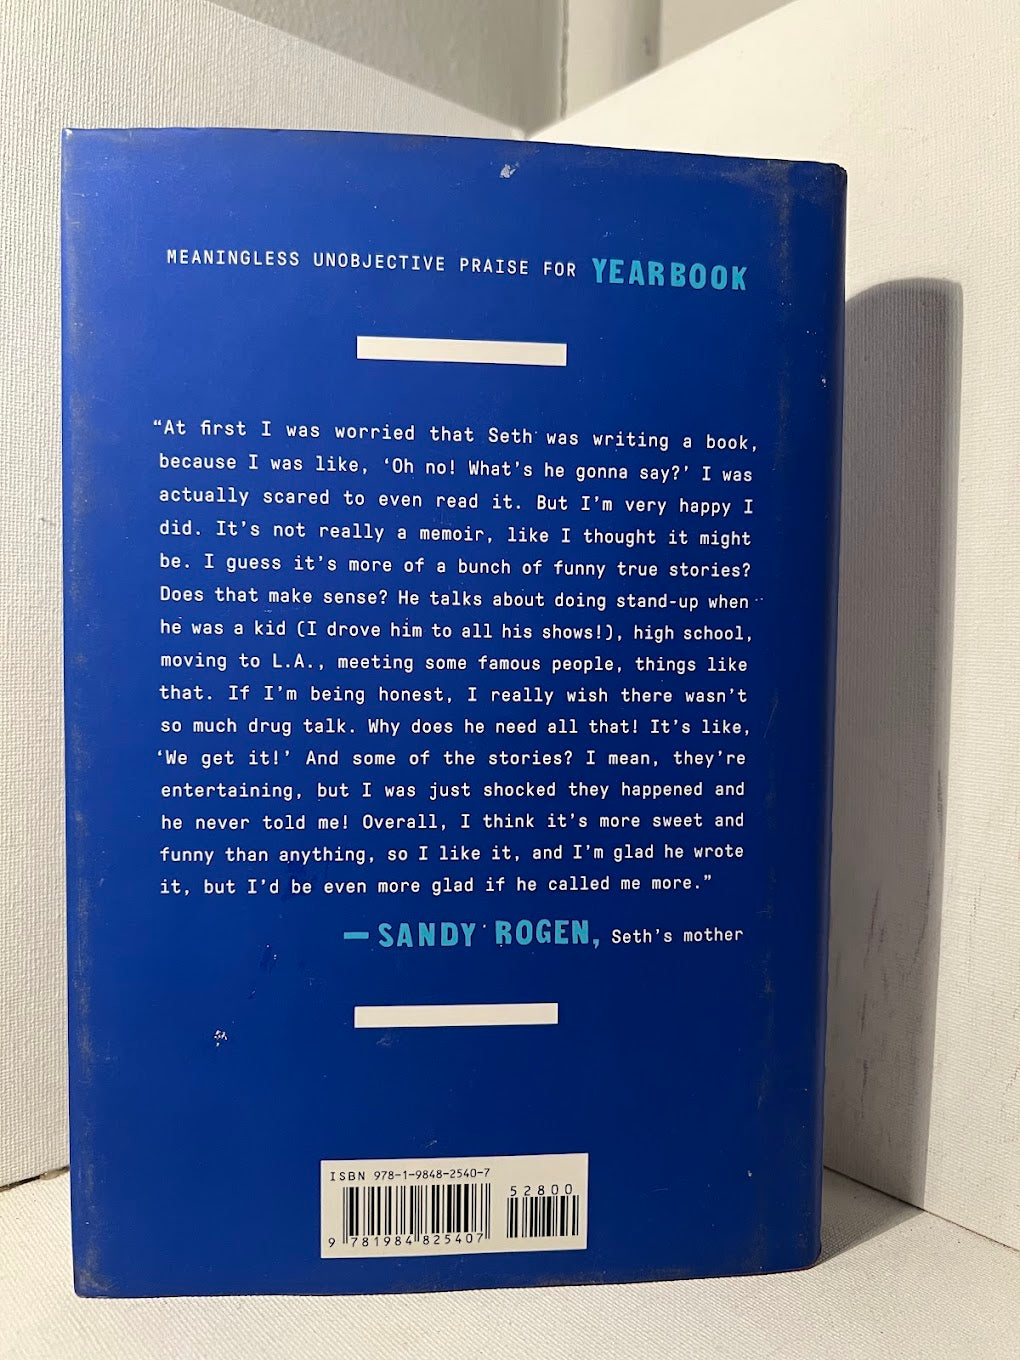 MEANINGLESS UNOBJECTIVE PRAISE FOR YEARBOOK
“At first I was worried that Seth was writing a book,
because I was like, ‘Oh no! What’s he gonna say?’ I was
actually scared to even read it. But I’m very happy I
did. It’s not really a memoir, like I thought it might
be. I guess it’s more of a bunch of funny true stories?
Does that make sense? He talks about doing stand-up when
he was a kid (I drove him to all his shows!), high school,
moving to L.A., meeting some famous people, things like
that. If I’m being honest, I really wish there wasn’t
so much drug talk. Why does he need all that! It’s like,
‘We get it!’ And some of the stories? I mean, they’re
entertaining, but I was just shocked they happened and
he never told me! Overall, I think it’s more sweet and
funny than anything, so I like it, and I’m glad he wrote
it, but I’d be even more glad if he called me more.”
— SANDY ROGEN, Seth’s mother
ISBN 978-1-9848-2540-7
52800
9 781984 825407